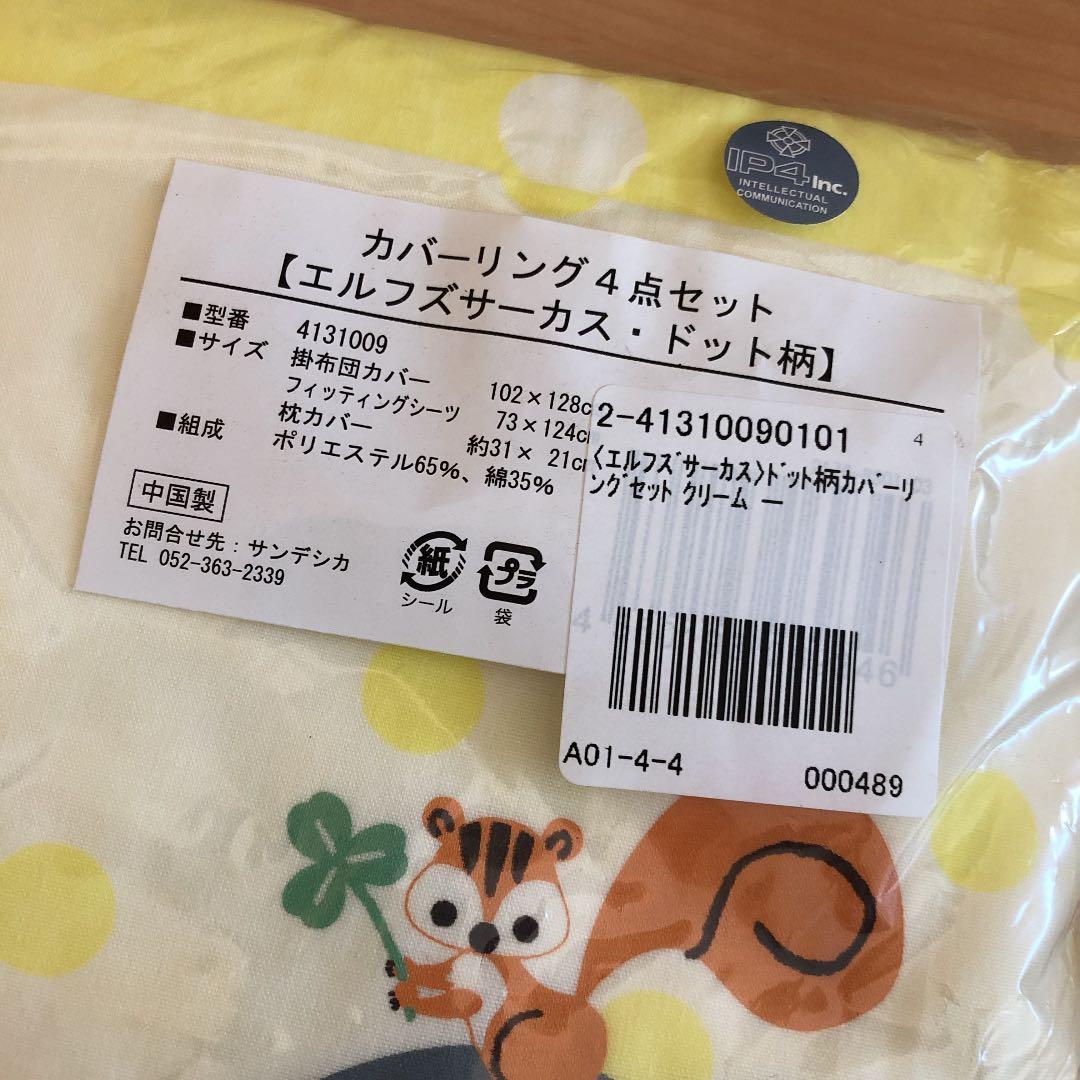 IP4 Inc.
INTELLECTUAL
COMMUNICATION
カバーリング4点セット
【エルフズサーカス・ドット柄】
■型番 4131009
■サイズ 掛布団カバー 102×128c
フィッティングシーツ 73×124c
枕カバー 約31× 21c
■組成 ポリエステル65%、綿35%
中国製
お問合せ先：サンデシカ
TEL 052-363-2339
紙
シール
プラ
袋
2-41310090101 4
〈ｴﾙﾌｽﾞｻｰｶｽ〉ﾄﾞｯﾄ柄ｶﾊﾞｰﾘ
ﾝｸﾞｾｯﾄ ｸﾘｰﾑ ー
A01-4-4 000489